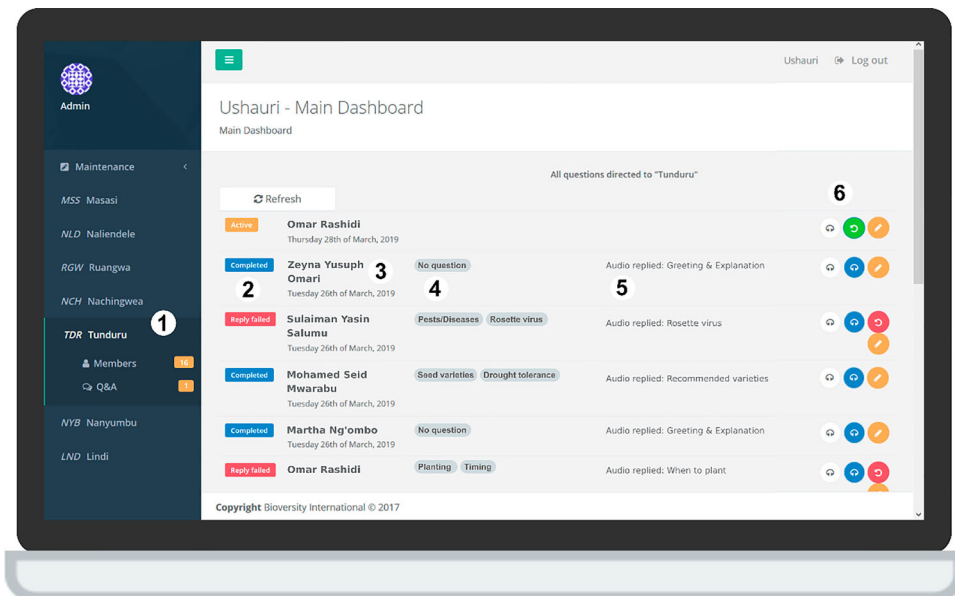 Admin
Maintenance
MSS Masasi
NLD Naliendele
RGW Ruangwa
NCH Nachingwea
1
TDR Tunduru
Members 16
Q&A 1
NYB Nanyumbu
LND Lindi
Ushauri Log out
Ushauri - Main Dashboard
Main Dashboard
All questions directed to "Tunduru"
6
Refresh
Active Omar Rashidi
Thursday 28th of March, 2019
Completed Zeyna Yusuph Omari No question Audio replied: Greeting & Explanation
2 3 4 5
Tuesday 26th of March, 2019
Reply failed Sulaiman Yasin Salumu Pests/Diseases Rosette virus Audio replied: Rosette virus
Tuesday 26th of March, 2019
Completed Mohamed Seid Mwarabu Seed varieties Drought tolerance Audio replied: Recommended varieties
Tuesday 26th of March, 2019
Completed Martha Ng'ombo No question Audio replied: Greeting & Explanation
Tuesday 26th of March, 2019
Reply failed Omar Rashidi Planting Timing Audio replied: When to plant
Copyright Bioversity International © 2017